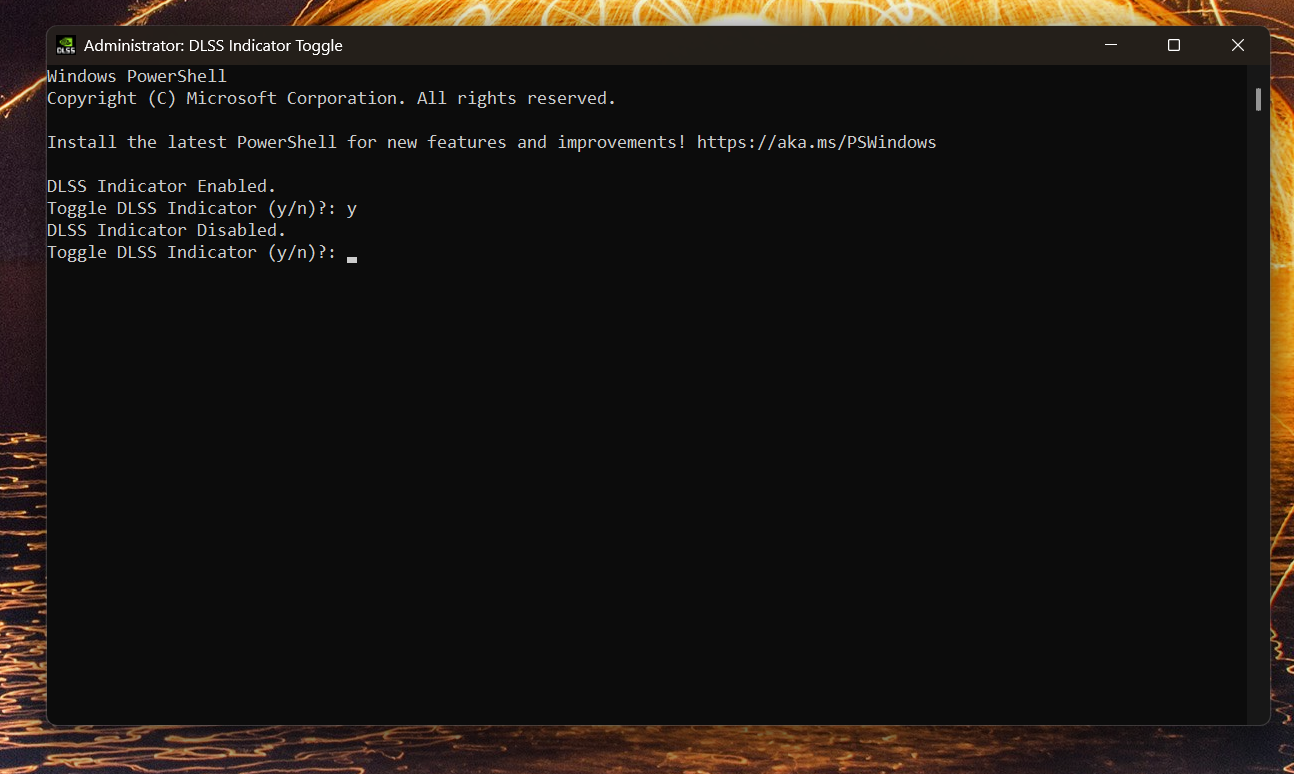 DLSS
Administrator: DLSS Indicator Toggle
Windows PowerShell
Copyright (C) Microsoft Corporation. All rights reserved.
Install the latest PowerShell for new features and improvements! https://aka.ms/PSWindows
DLSS Indicator Enabled.
Toggle DLSS Indicator (y/n)?: y
DLSS Indicator Disabled.
Toggle DLSS Indicator (y/n)?: